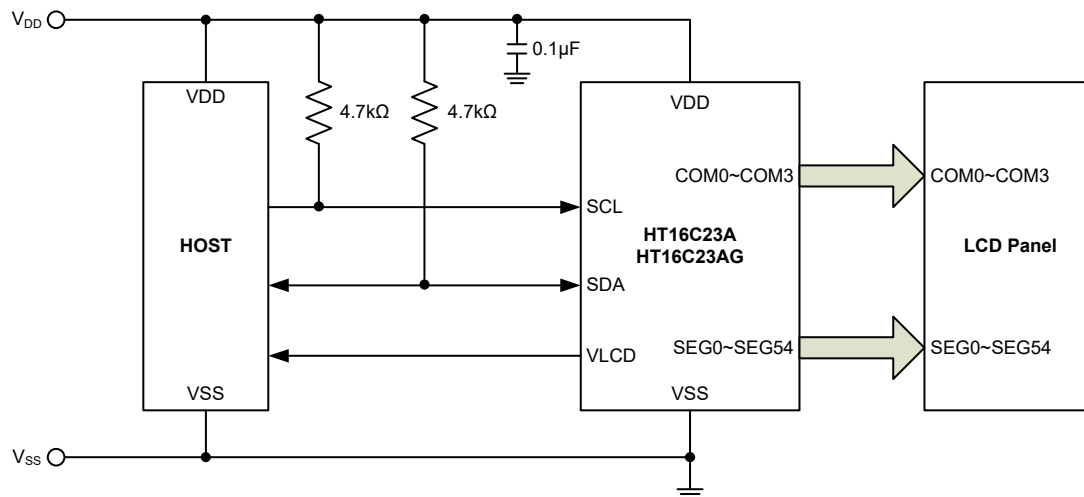 VDD
0.1µF
VDD
4.7kΩ
4.7kΩ
VDD
COM0~COM3
COM0~COM3
SCL
HOST
HT16C23A
HT16C23AG
LCD Panel
SDA
VLCD
SEG0~SEG54
SEG0~SEG54
VSS
VSS
VSS